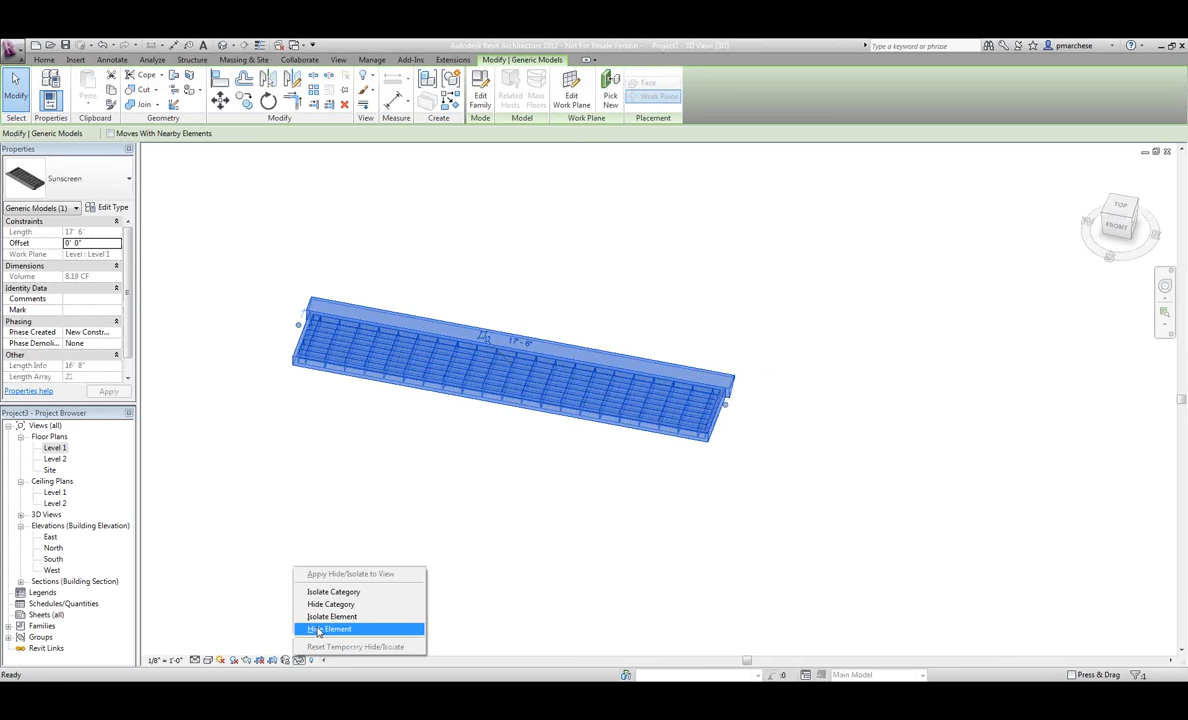 Autodesk Revit Architecture 2012 - Not For Resale Version - Project3 - 3D View: {3D}
Type a keyword or phrase
pmarchese
Home Insert Annotate Analyze Structure Massing & Site Collaborate View Manage Add-Ins Extensions Modify | Generic Models
Modify
Paste
Cope
Cut
Join
Edit Family
Related Hosts
Mass Floors
Edit Work Plane
Pick New
Face
Work Plane
Select Properties Clipboard Geometry Modify View Measure Create Mode Model Work Plane Placement
Modify | Generic Models
Moves With Nearby Elements
Properties
Sunscreen
Generic Models (1)
Edit Type
Constraints
Length 17' 6"
Offset 0' 0"
Work Plane Level : Level 1
Dimensions
Volume 8.19 CF
Identity Data
Comments
Mark
Phasing
Phase Created New Constr...
Phase Demoli... None
Other
Length Info 16' 8"
Length Array 21
Properties help
Apply
Project3 - Project Browser
Views (all)
Floor Plans
Level 1
Level 2
Site
Ceiling Plans
Level 1
Level 2
3D Views
Elevations (Building Elevation)
East
North
South
West
Sections (Building Section)
Legends
Schedules/Quantities
Sheets (all)
Families
Groups
Revit Links
TOP
FRONT
17' - 6"
Apply Hide/Isolate to View
Isolate Category
Hide Category
Isolate Element
Hide Element
Reset Temporary Hide/Isolate
1/8" = 1'-0"
Ready
:0
Main Model
Press & Drag
:1